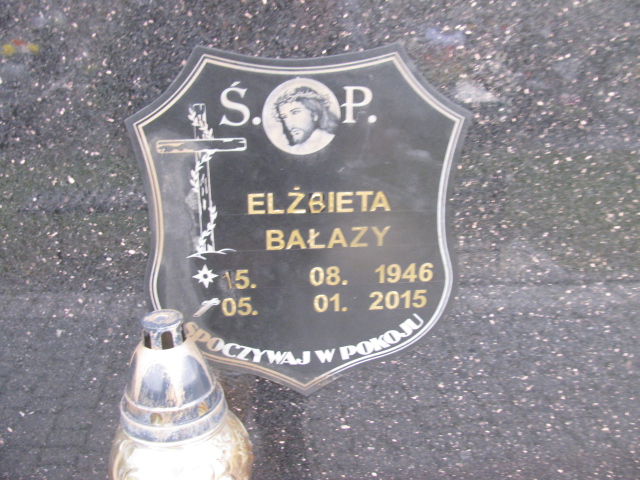 Ś. P.
ELŻBIETA
BAŁAZY
15. 08. 1946
05. 01. 2015
SPOCZYWAJ W POKOJU